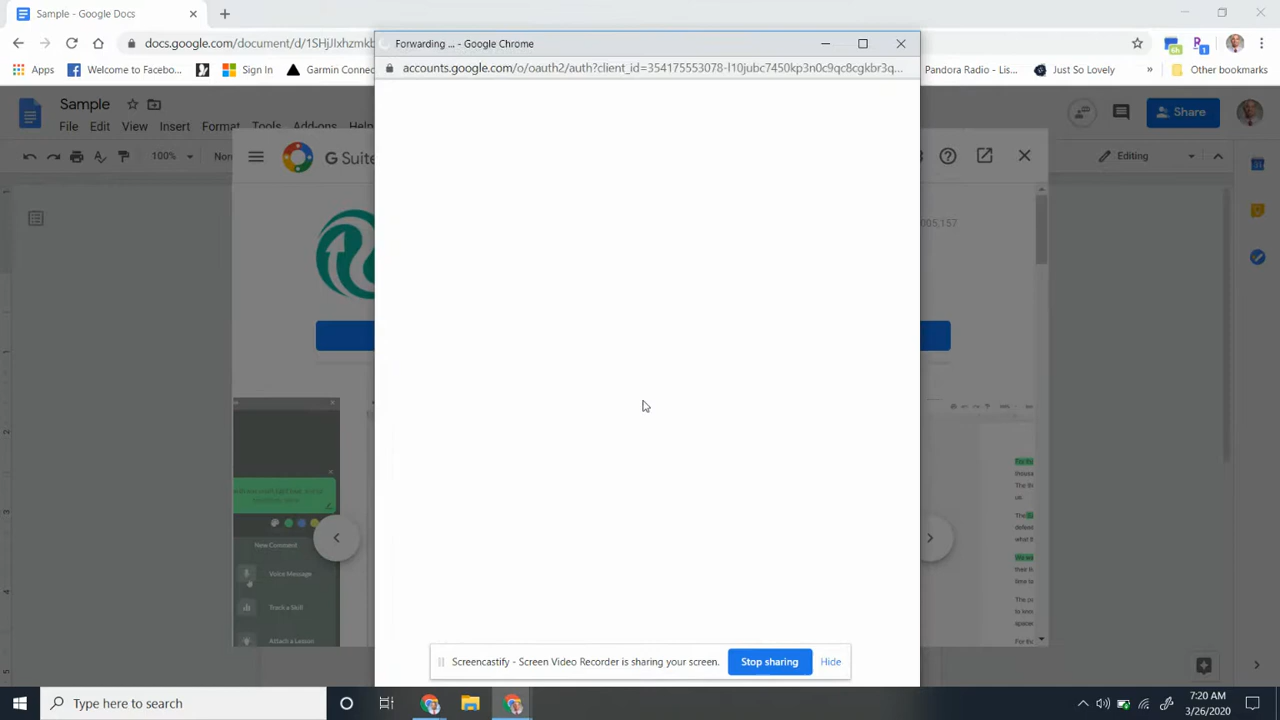 Sample - Google Docs
docs.google.com/document/d/1SHjJIxhzmkb
Apps
Welcome to Facebo...
Sign In
Garmin Connect
Pandora Radio - Lis...
Just So Lovely
Other bookmarks
Forwarding ... - Google Chrome
accounts.google.com/o/oauth2/auth?client_id=354175553078-l10jubc7450kp3n0c9qc8cgkbr3q...
Sample
File Edit View Insert Format Tools Add-ons
Share
100%
Editing
G Suite
005,157
New Comment
Voice Message
Track a Skill
Attach a Lesson
Screencastify - Screen Video Recorder is sharing your screen.
Stop sharing
Hide
Type here to search
7:20 AM
3/26/2020